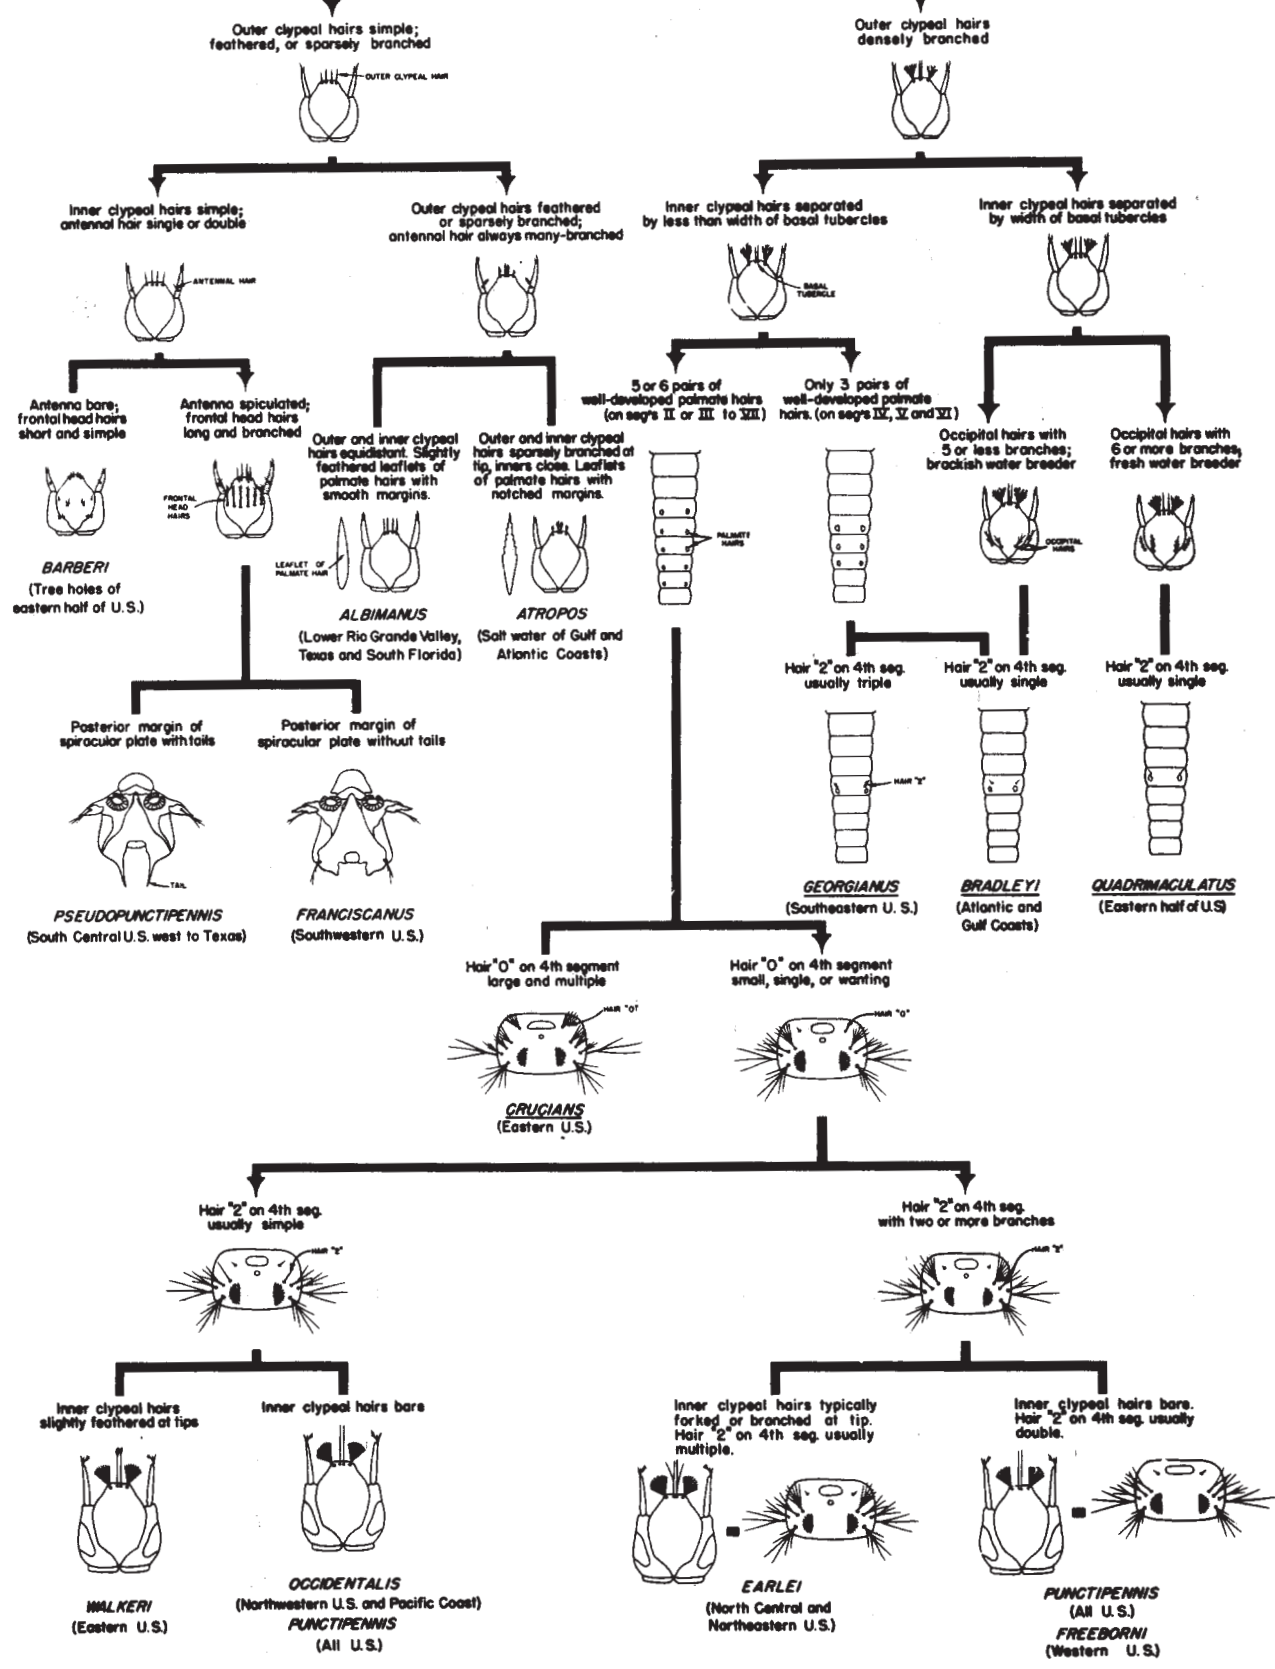 Outer clypeal hairs simple;
feathered, or sparsely branched
OUTER CLYPEAL HAIR
Outer clypeal hairs
densely branched
Inner clypeal hairs simple;
antennal hair single or double
ANTENNAL HAIR
Outer clypeal hairs feathered
or sparsely branched;
antennal hair always many-branched
Inner clypeal hairs separated
by less than width of basal tubercles
BASAL
TUBERCLE
Inner clypeal hairs separated
by width of basal tubercles
Antenna bare;
frontal head hairs
short and simple
Antenna spiculated;
frontal head hairs
long and branched
FRONTAL
HEAD
HAIRS
Outer and inner clypeal
hairs equidistant. Slightly
feathered leaflets of
palmate hairs with
smooth margins.
LEAFLET OF
PALMATE HAIR
Outer and inner clypeal
hairs sparsely branched at
tip, inners close. Leaflets
of palmate hairs with
notched margins.
5 or 6 pairs of
well-developed palmate hairs
(on seg's II or III to VII)
PALMATE
HAIRS
Only 3 pairs of
well-developed palmate
hairs. (on seg's IV, V and VI)
Occipital hairs with
5 or less branches;
brackish water breeder
OCCIPITAL
HAIRS
Occipital hairs with
6 or more branches,
fresh water breeder
BARBERI
(Tree holes of
eastern half of U.S.)
ALBIMANUS
(Lower Rio Grande Valley,
Texas and South Florida)
ATROPOS
(Salt water of Gulf and
Atlantic Coasts)
Hair "2" on 4th seg.
usually triple
HAIR "2"
Hair "2" on 4th seg.
usually single
Hair "2" on 4th seg.
usually single
Posterior margin of
spiracular plate with tails
TAIL
Posterior margin of
spiracular plate without tails
PSEUDOPUNCTIPENNIS
(South Central U.S. west to Texas)
FRANCISCANUS
(Southwestern U.S.)
GEORGIANUS
(Southeastern U. S.)
BRADLEYI
(Atlantic and
Gulf Coasts)
QUADRIMACULATUS
(Eastern half of U.S)
Hair "O" on 4th segment
large and multiple
HAIR "O"
Hair "O" on 4th segment
small, single, or wanting
HAIR "O"
CRUCIANS
(Eastern U.S.)
Hair "2" on 4th seg.
usually simple
HAIR "2"
Hair "2" on 4th seg.
with two or more branches
HAIR "2"
Inner clypeal hairs
slightly feathered at tips
Inner clypeal hairs bare
Inner clypeal hairs typically
forked or branched at tip.
Hair "2" on 4th seg. usually
multiple.
Inner clypeal hairs bare.
Hair "2" on 4th seg. usually
double.
WALKERI
(Eastern U.S.)
OCCIDENTALIS
(Northwestern U.S. and Pacific Coast)
PUNCTIPENNIS
(All U.S.)
EARLEI
(North Central and
Northeastern U.S.)
PUNCTIPENNIS
(All U.S.)
FREEBORNI
(Western U.S.)